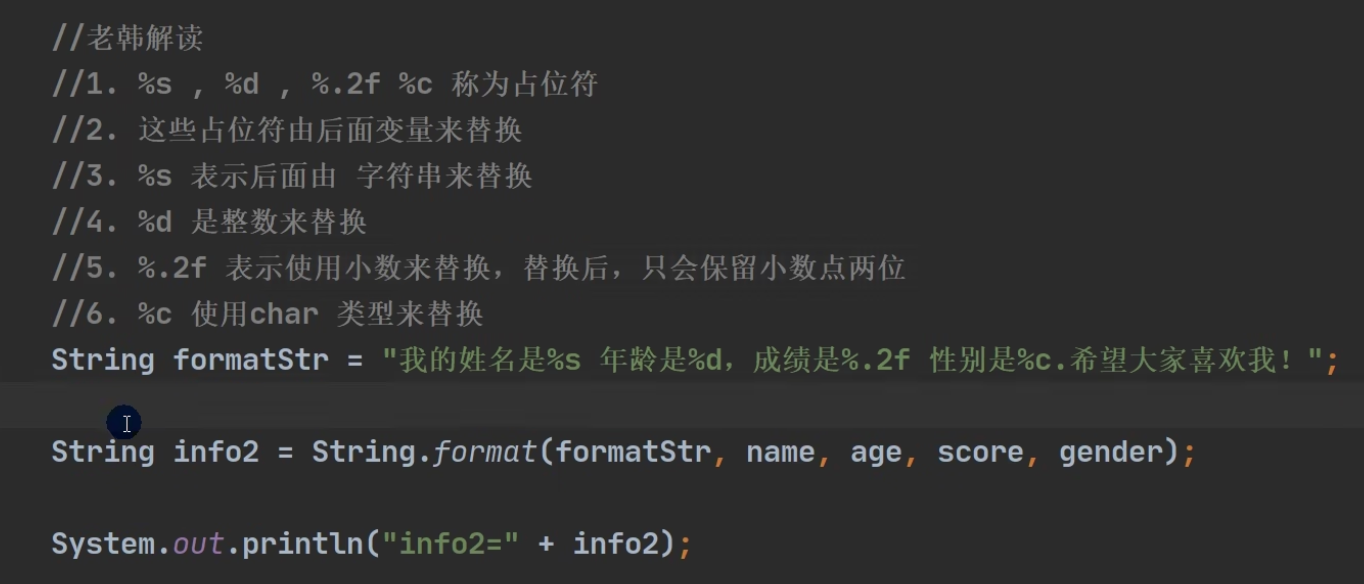 //老韩解读
//1. %s , %d , %.2f %c 称为占位符
//2. 这些占位符由后面变量来替换
//3. %s 表示后面由 字符串来替换
//4. %d 是整数来替换
//5. %.2f 表示使用小数来替换，替换后，只会保留小数点两位
//6. %c 使用char 类型来替换
String formatStr = "我的姓名是%s 年龄是%d，成绩是%.2f 性别是%c.希望大家喜欢我！";
String info2 = String.format(formatStr, name, age, score, gender);
System.out.println("info2=" + info2);